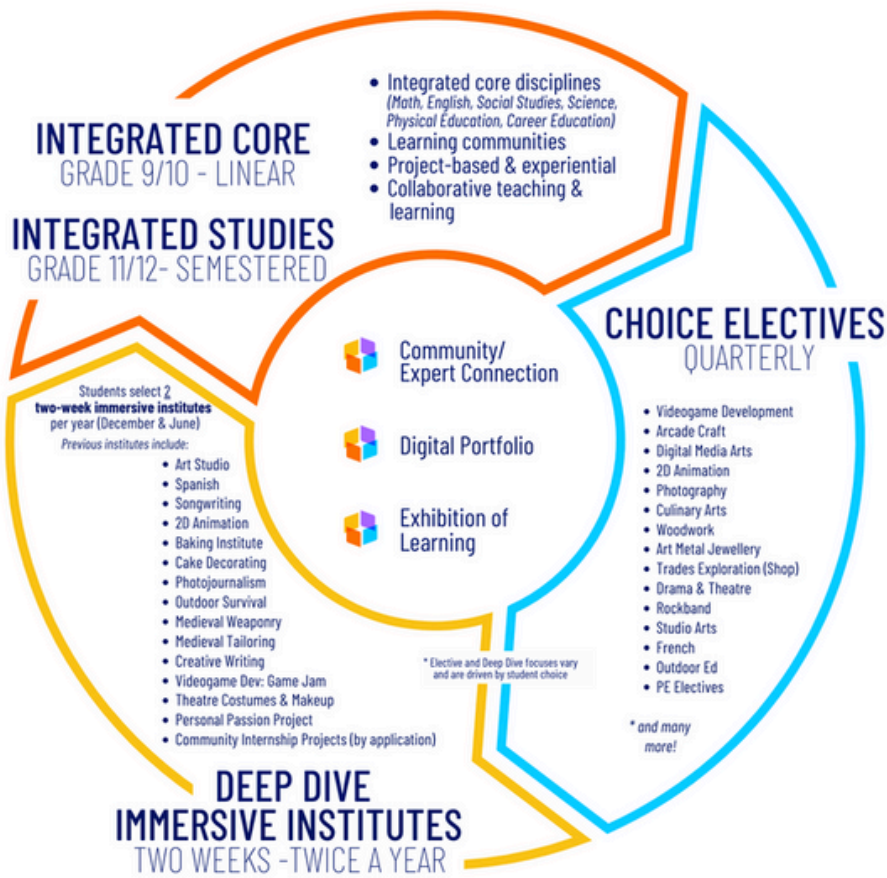 INTEGRATED CORE
GRADE 9/10 - LINEAR
INTEGRATED STUDIES
GRADE 11/12- SEMESTERED
• Integrated core disciplines
(Math, English, Social Studies, Science,
Physical Education, Career Education)
• Learning communities
• Project-based & experiential
• Collaborative teaching &
learning
CHOICE ELECTIVES
QUARTERLY
• Videogame Development
• Arcade Craft
• Digital Media Arts
• 2D Animation
• Photography
• Culinary Arts
• Woodwork
• Art Metal Jewellery
• Trades Exploration (Shop)
• Drama & Theatre
• Rockband
• Studio Arts
• French
• Outdoor Ed
• PE Electives
* and many
more!
Community/
Expert Connection
Digital Portfolio
Exhibition of
Learning
Students select 2
two-week immersive institutes
per year (December & June)
Previous institutes include:
• Art Studio
• Spanish
• Songwriting
• 2D Animation
• Baking Institute
• Cake Decorating
• Photojournalism
• Outdoor Survival
• Medieval Weaponry
• Medieval Tailoring
• Creative Writing
• Videogame Dev: Game Jam
• Theatre Costumes & Makeup
• Personal Passion Project
• Community Internship Projects (by application)
* Elective and Deep Dive focuses vary
and are driven by student choice
DEEP DIVE
IMMERSIVE INSTITUTES
TWO WEEKS -TWICE A YEAR